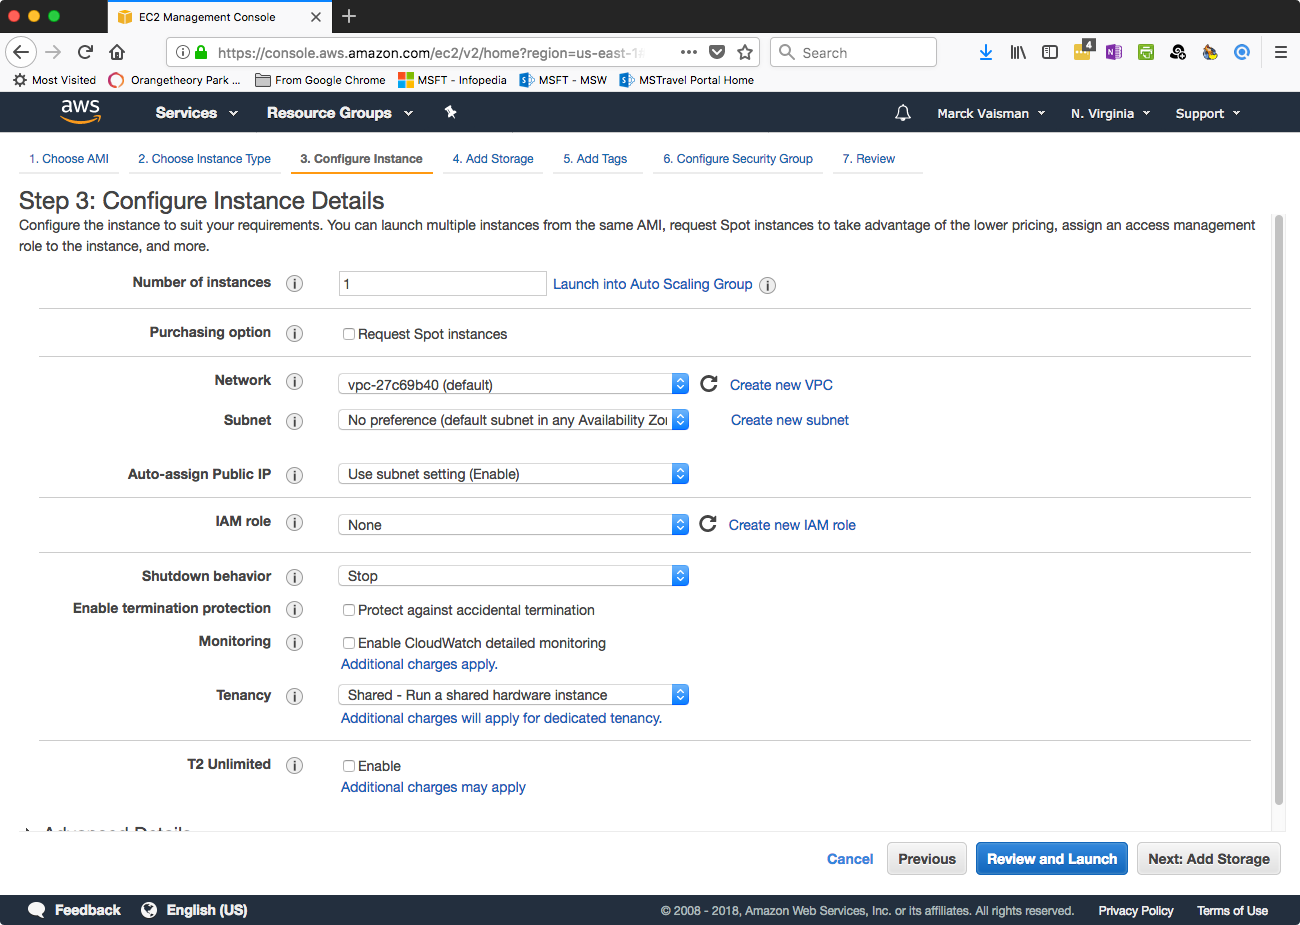 EC2 Management Console
https://console.aws.amazon.com/ec2/v2/home?region=us-east-1
Search
4
Most Visited
Orangetheory Park ...
From Google Chrome
MSFT - Infopedia
MSFT - MSW
MSTravel Portal Home
aws
Services
Resource Groups
Marck Vaisman
N. Virginia
Support
1. Choose AMI
2. Choose Instance Type
3. Configure Instance
4. Add Storage
5. Add Tags
6. Configure Security Group
7. Review
Step 3: Configure Instance Details
Configure the instance to suit your requirements. You can launch multiple instances from the same AMI, request Spot instances to take advantage of the lower pricing, assign an access management
role to the instance, and more.
Number of instances
1
Launch into Auto Scaling Group
Purchasing option
Request Spot instances
Network
vpc-27c69b40 (default)
Create new VPC
Subnet
No preference (default subnet in any Availability Zo
Create new subnet
Auto-assign Public IP
Use subnet setting (Enable)
IAM role
None
Create new IAM role
Shutdown behavior
Stop
Enable termination protection
Protect against accidental termination
Monitoring
Enable CloudWatch detailed monitoring
Additional charges apply.
Tenancy
Shared - Run a shared hardware instance
Additional charges will apply for dedicated tenancy.
T2 Unlimited
Enable
Additional charges may apply
Advanced Details
Cancel
Previous
Review and Launch
Next: Add Storage
Feedback
English (US)
© 2008 - 2018, Amazon Web Services, Inc. or its affiliates. All rights reserved.
Privacy Policy
Terms of Use